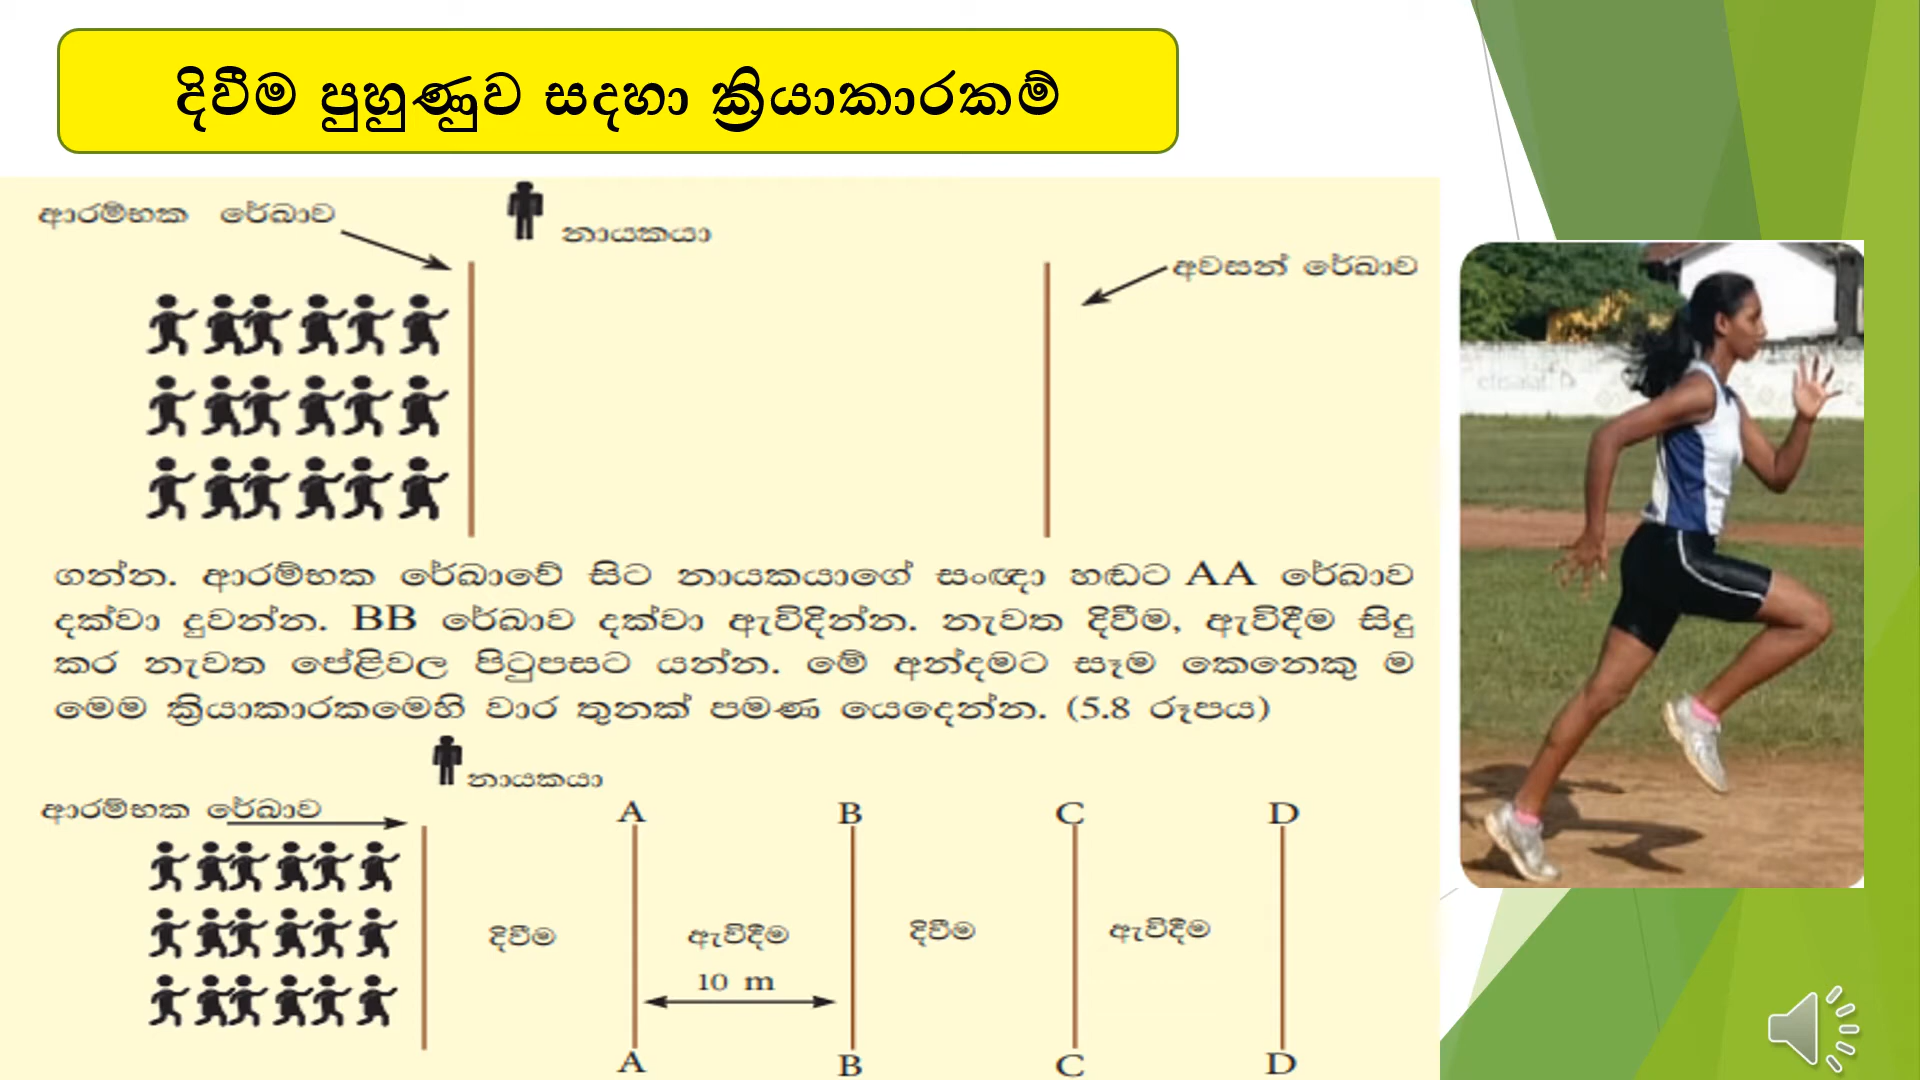 දිවීම පුහුණුව සදහා ක්‍රියාකාරකම්
ආරම්භක රේඛාව
නායකයා
අවසන් රේඛාව
ගන්න. ආරම්භක රේඛාවේ සිට නායකයාගේ සංඥා හඬට AA රේඛාව
දක්වා දුවන්න. BB රේඛාව දක්වා ඇවිදින්න. නැවත දිවීම, ඇවිදීම සිදු
කර නැවත පේළිවල පිටුපසට යන්න. මේ අන්දමට සෑම කෙනෙකු ම
මෙම ක්‍රියාකාරකමෙහි වාර තුනක් පමණ යෙදෙන්න. (5.8 රූපය)
නායකයා
ආරම්භක රේඛාව
A B C D
දිවීම ඇවිදීම දිවීම ඇවිදීම
10 m
A B C D